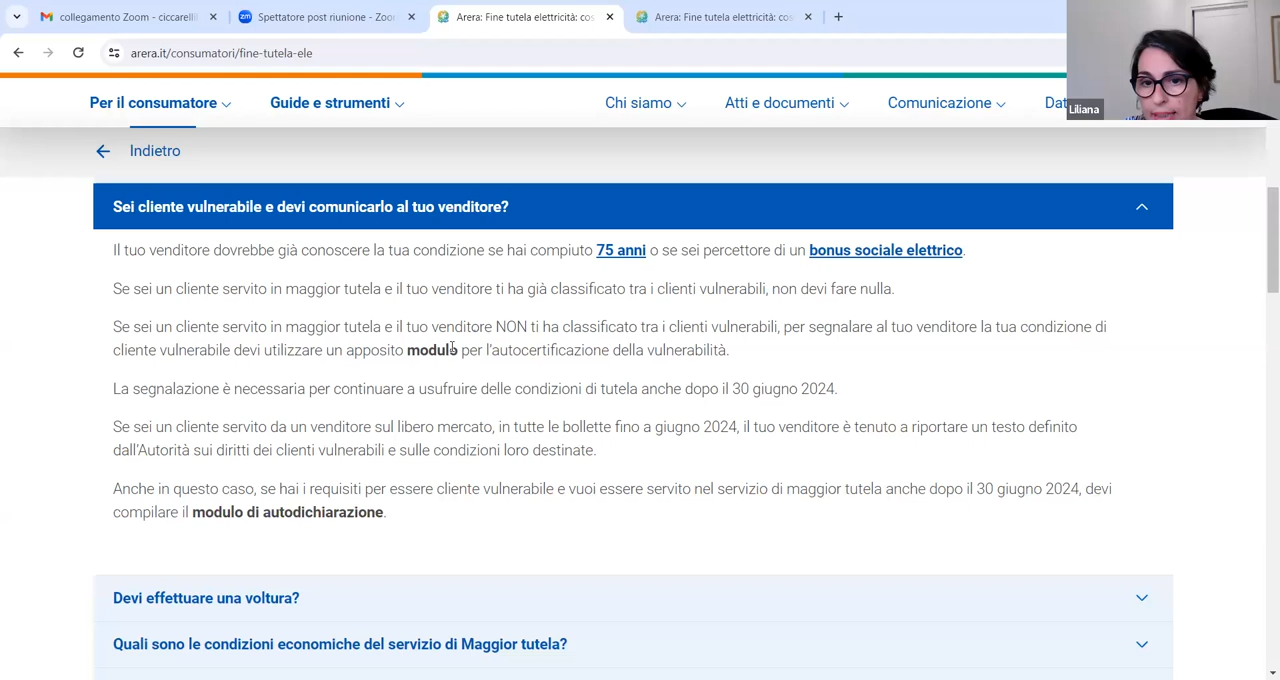 collegamento Zoom - ciccarelli
Spettatore post riunione - Zoo
Arera: Fine tutela elettricità: cos
Arera: Fine tutela elettricità: cos
arera.it/consumatori/fine-tutela-ele
Per il consumatore
Guide e strumenti
Chi siamo
Atti e documenti
Comunicazione
Dat
Liliana
Indietro
Sei cliente vulnerabile e devi comunicarlo al tuo venditore?
Il tuo venditore dovrebbe già conoscere la tua condizione se hai compiuto 75 anni o se sei percettore di un bonus sociale elettrico.
Se sei un cliente servito in maggior tutela e il tuo venditore ti ha già classificato tra i clienti vulnerabili, non devi fare nulla.
Se sei un cliente servito in maggior tutela e il tuo venditore NON ti ha classificato tra i clienti vulnerabili, per segnalare al tuo venditore la tua condizione di
cliente vulnerabile devi utilizzare un apposito modulo per l'autocertificazione della vulnerabilità.
La segnalazione è necessaria per continuare a usufruire delle condizioni di tutela anche dopo il 30 giugno 2024.
Se sei un cliente servito da un venditore sul libero mercato, in tutte le bollette fino a giugno 2024, il tuo venditore è tenuto a riportare un testo definito
dall'Autorità sui diritti dei clienti vulnerabili e sulle condizioni loro destinate.
Anche in questo caso, se hai i requisiti per essere cliente vulnerabile e vuoi essere servito nel servizio di maggior tutela anche dopo il 30 giugno 2024, devi
compilare il modulo di autodichiarazione.
Devi effettuare una voltura?
Quali sono le condizioni economiche del servizio di Maggior tutela?